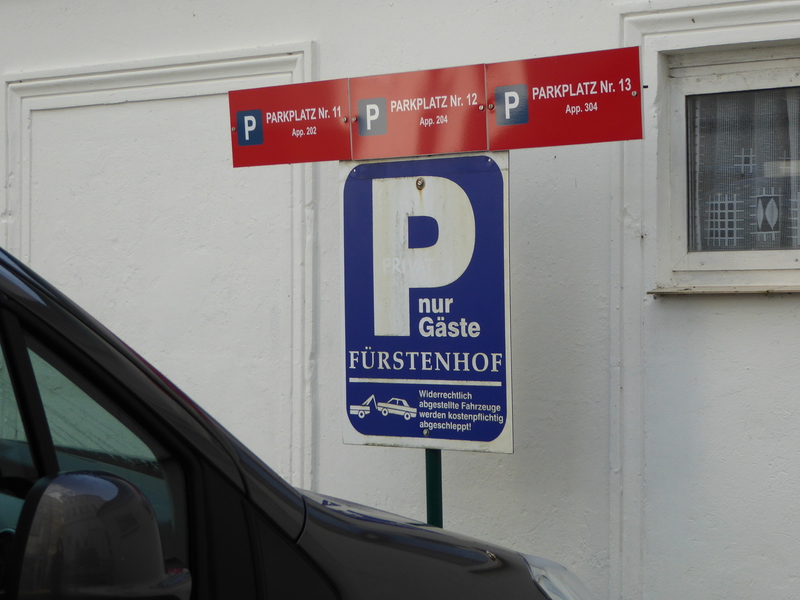 P PARKPLATZ Nr. 11
App. 202
P PARKPLATZ Nr. 12
App. 204
P PARKPLATZ Nr. 13
App. 304
P
PRIVAT
nur
Gäste
FÜRSTENHOF
Widerrechtlich
abgestellte Fahrzeuge
werden kostenpflichtig
abgeschleppt!